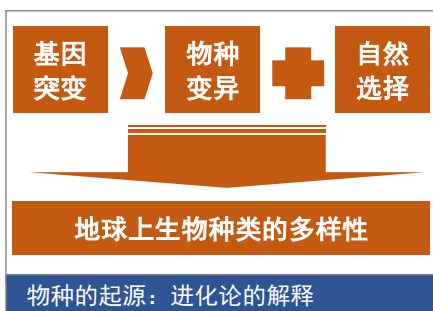 基因
突变
物种
变异
自然
选择
地球上生物种类的多样性
物种的起源：进化论的解释